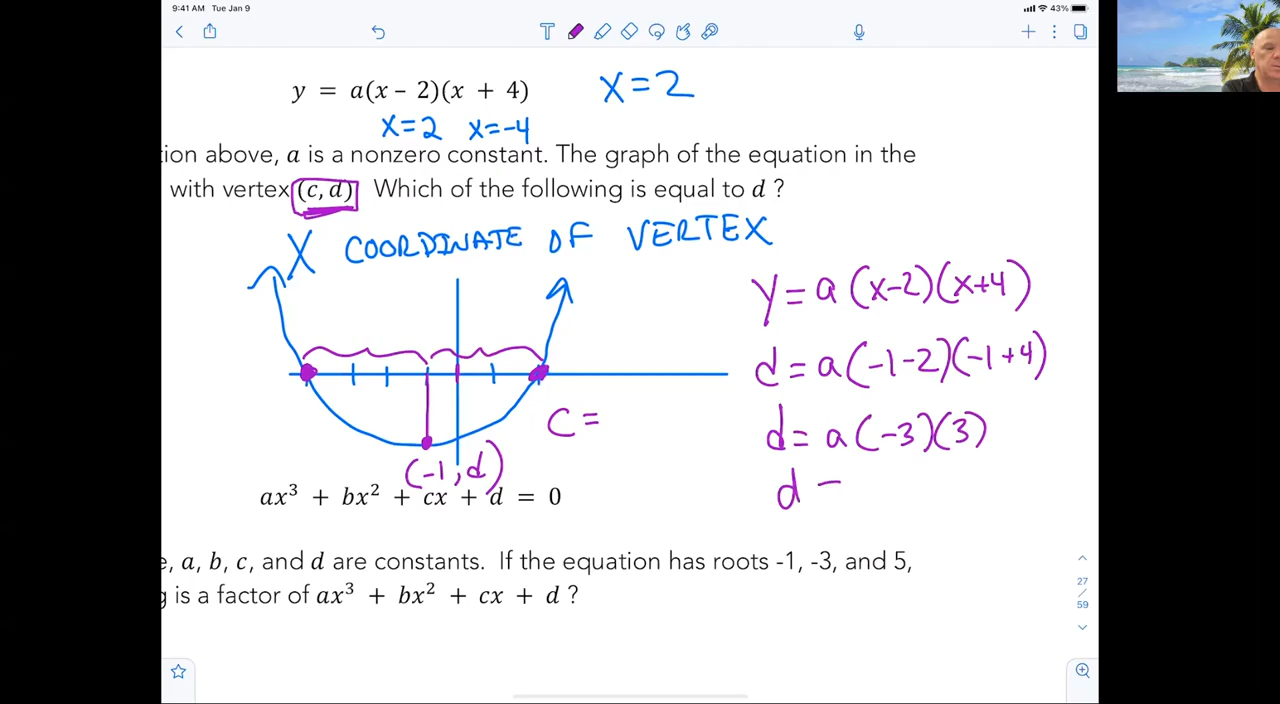 9:41 AM Tue Jan 9
43%
y = a(x – 2)(x + 4)
x=2
x=2 x=-4
ion above, a is a nonzero constant. The graph of the equation in the
with vertex (c, d) Which of the following is equal to d ?
X COORDINATE OF VERTEX
y = a (x-2)(x+4)
d = a(-1-2)(-1+4)
d = a (-3)(3)
d –
c =
(-1, d)
ax³ + bx² + cx + d = 0
e, a, b, c, and d are constants. If the equation has roots -1, -3, and 5,
g is a factor of ax³ + bx² + cx + d ?
27
/
59